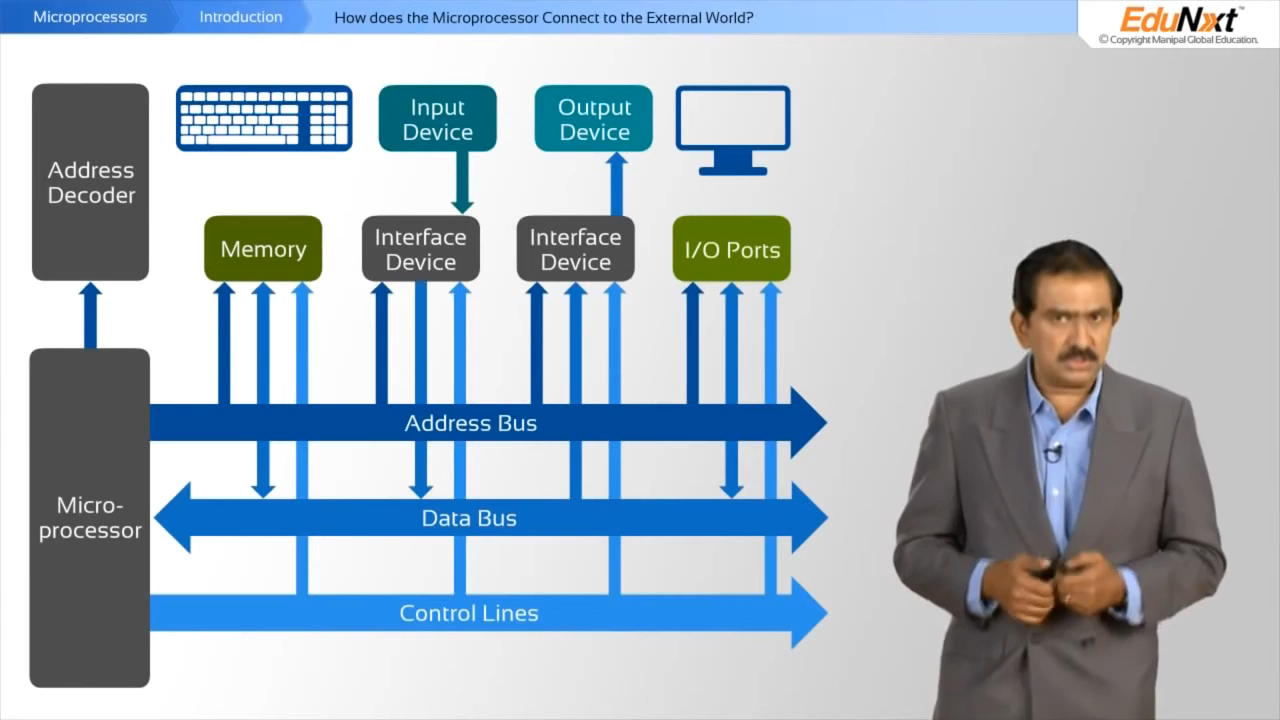 Microprocessors
Introduction
How does the Microprocessor Connect to the External World?
EduNxt™
© Copyright Manipal Global Education.
Address
Decoder
Input
Device
Output
Device
Memory
Interface
Device
Interface
Device
I/O Ports
Micro-
processor
Address Bus
Data Bus
Control Lines